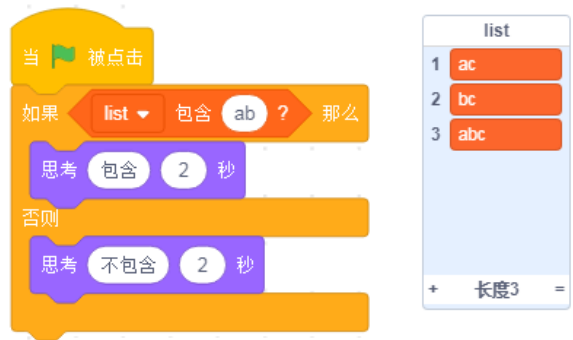 当 被点击
如果 list 包含 ab ? 那么
思考 包含 2 秒
否则
思考 不包含 2 秒
list
1 ac
2 bc
3 abc
+ 长度3 =